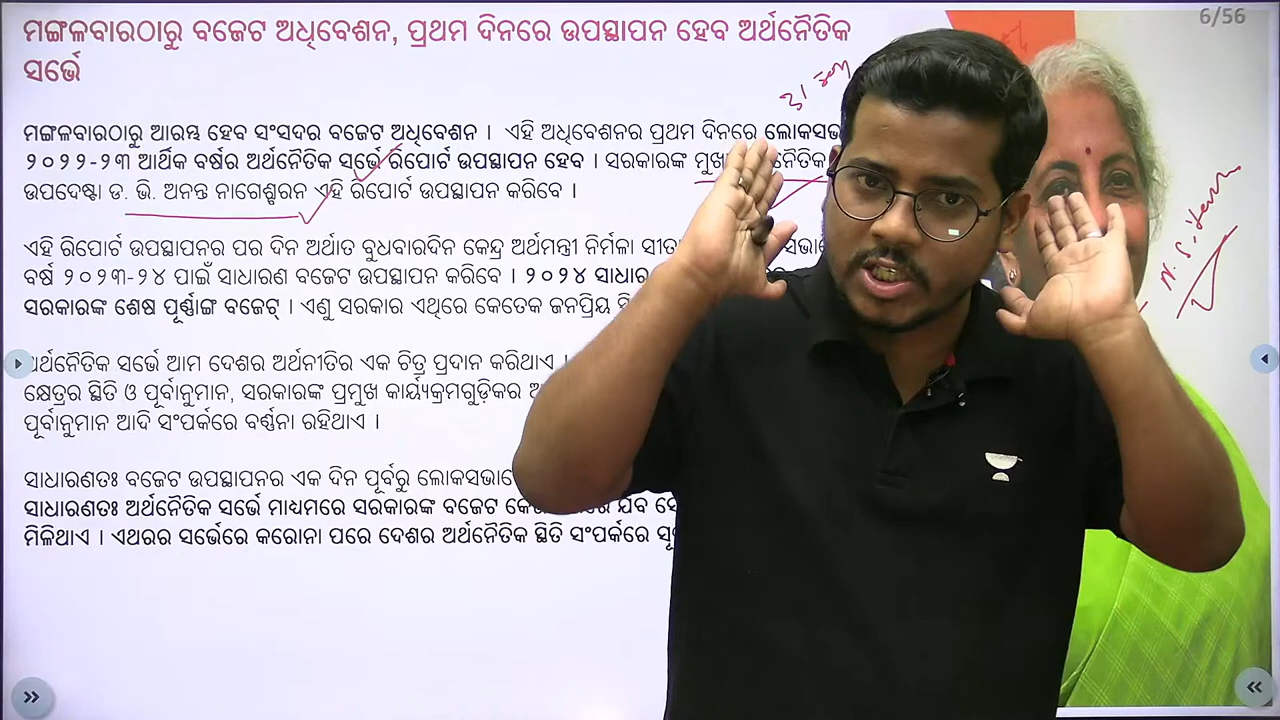 6/56
ମଙ୍ଗଳବାରଠାରୁ ବଜେଟ ଅଧିବେଶନ, ପ୍ରଥମ ଦିନରେ ଉପସ୍ଥାପନ ହେବ ଅର୍ଥନୈତିକ
ସର୍ଭେ
31 Jan
ମଙ୍ଗଳବାରଠାରୁ ଆରମ୍ଭ ହେବ ସଂସଦର ବଜେଟ ଅଧିବେଶନ । ଏହି ଅଧିବେଶନର ପ୍ରଥମ ଦିନରେ
୨୦୨୨-୨୩ ଆର୍ଥିକ ବର୍ଷର ଅର୍ଥନୈତିକ ସର୍ଭେ ରିପୋର୍ଟ ଉପସ୍ଥାପନ ହେବ । ସରକାରଙ୍କ
ଉପଦେଷ୍ଟା ଡ. ଭି. ଅନନ୍ତ ନାଗେଶ୍ବରନ ଏହି ରିପୋର୍ଟ ଉପସ୍ଥାପନ କରିବେ ।
ଏହି ରିପୋର୍ଟ ଉପସ୍ଥାପନର ପର ଦିନ ଅର୍ଥାତ ବୁଧବାରଦିନ କେନ୍ଦ୍ର ଅର୍ଥମନ୍ତ୍ରୀ ନିର୍ମଳା
ବର୍ଷ ୨୦୨୩-୨୪ ପାଇଁ ସାଧାରଣ ବଜେଟ ଉପସ୍ଥାପନ କରିବେ । ୨୦୨୪
ସରକାରଙ୍କ ଶେଷ ପୂର୍ଣ୍ଣାଙ୍ଗ ବଜେଟ୍ । ଏଣୁ ସରକାର ଏଥିରେ କେତେକ ଜନପ୍ରିୟ
ଅର୍ଥନୈତିକ ସର୍ଭେ ଆମ ଦେଶର ଅର୍ଥନୀତିର ଏକ ଚିତ୍ର ପ୍ରଦାନ କରିଥାଏ ।
କ୍ଷେତ୍ରର ସ୍ଥିତି ଓ ପୂର୍ବାନୁମାନ, ସରକାରଙ୍କ ପ୍ରମୁଖ କାର୍ଯ୍ୟକ୍ରମଗୁଡ଼ିକର
ପୂର୍ବାନୁମାନ ଆଦି ସଂପର୍କରେ ବର୍ଣ୍ଣନା ରହିଥାଏ ।
ସାଧାରଣତଃ ବଜେଟ ଉପସ୍ଥାପନର ଏକ ଦିନ ପୂର୍ବରୁ
ସାଧାରଣତଃ ଅର୍ଥନୈତିକ ସର୍ଭେ ମାଧ୍ୟମରେ ସରକାରଙ୍କ ବଜେଟ
ମିଳିଥାଏ । ଏଥରର ସର୍ଭେରେ କରୋନା ପରେ ଦେଶର ଅର୍ଥନୈତିକ ସ୍ଥିତି ସଂପର୍କରେ